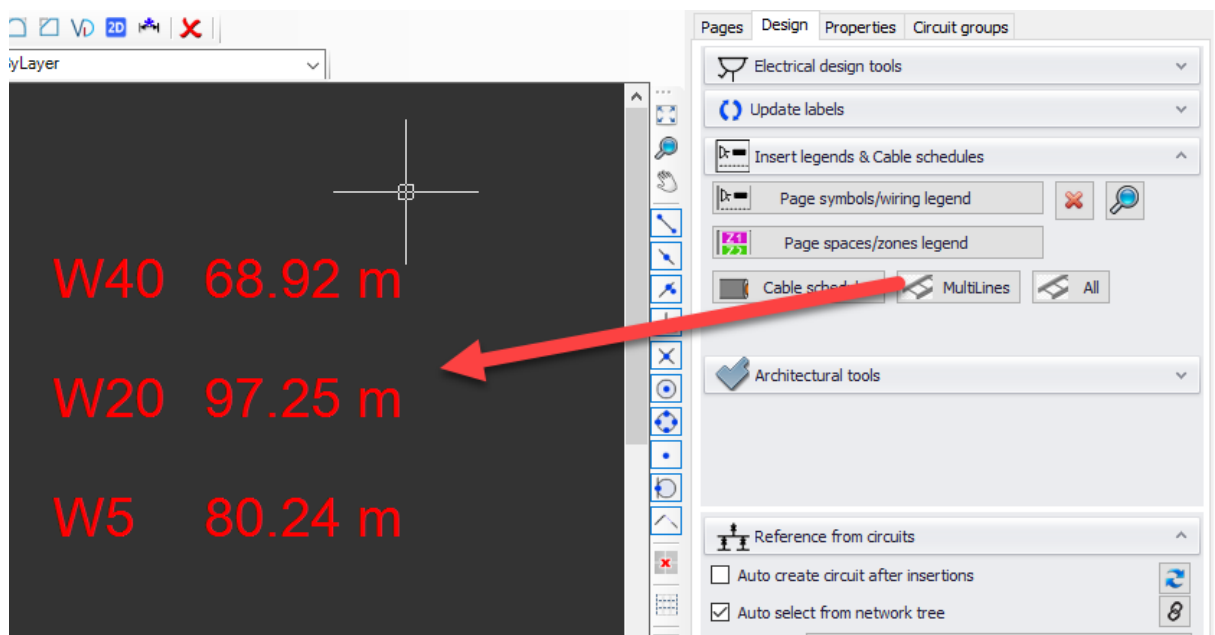 Pages Design Properties Circuit groups
2D
yLayer
Electrical design tools
Update labels
Insert legends & Cable schedules
Page symbols/wiring legend
Page spaces/zones legend
Cable MultiLines All
Architectural tools
W40 68.92 m
W20 97.25 m
W5 80.24 m
Reference from circuits
Auto create circuit after insertions
Auto select from network tree